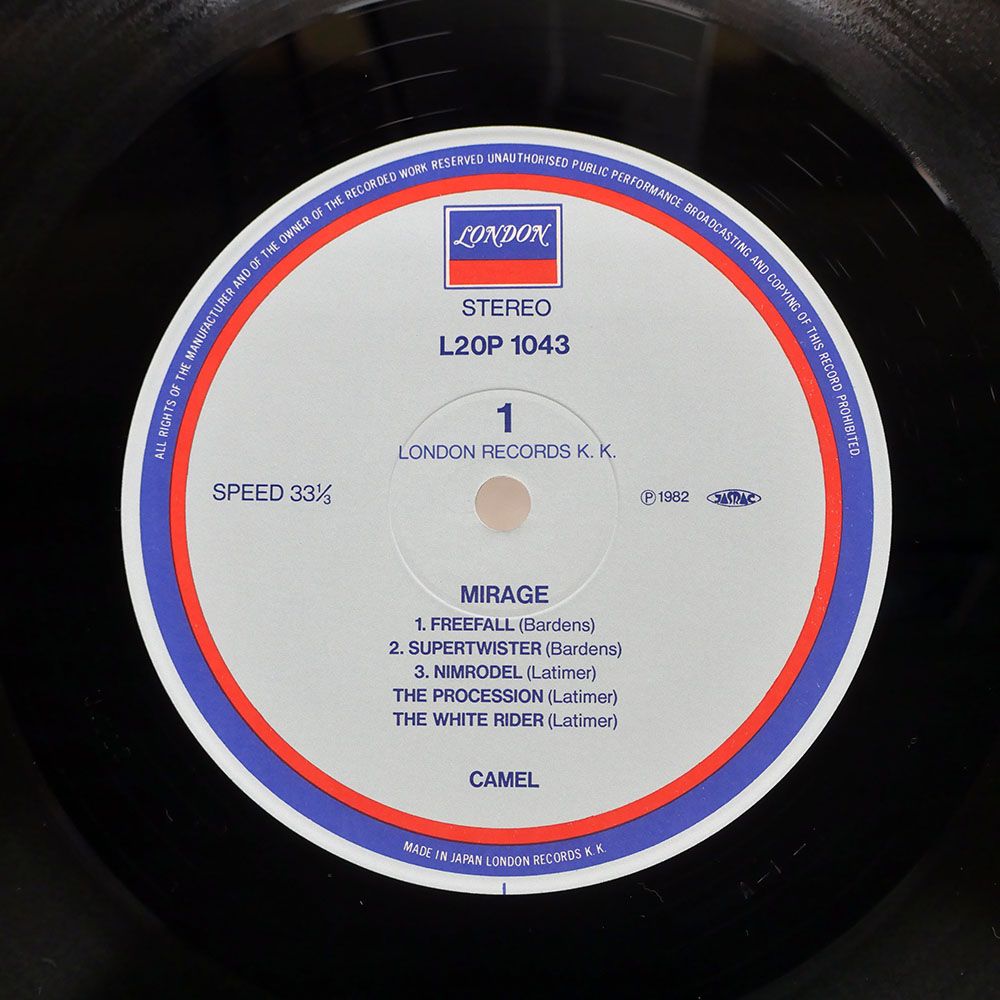 ALL RIGHTS OF THE MANUFACTURER AND OF THE OWNER OF THE RECORDED WORK RESERVED UNAUTHORISED PUBLIC PERFORMANCE BROADCASTING AND COPYING OF THIS RECORD PROHIBITED.
LONDON
STEREO
L20P 1043
1
LONDON RECORDS K. K.
SPEED 33⅓
Ⓟ 1982 JASRAC
MIRAGE
1. FREEFALL (Bardens)
2. SUPERTWISTER (Bardens)
3. NIMRODEL (Latimer)
THE PROCESSION (Latimer)
THE WHITE RIDER (Latimer)
CAMEL
MADE IN JAPAN LONDON RECORDS K. K.
A-1